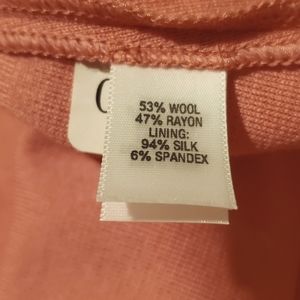 53% WOOL
47% RAYON
LINING:
94% SILK
6% SPANDEX